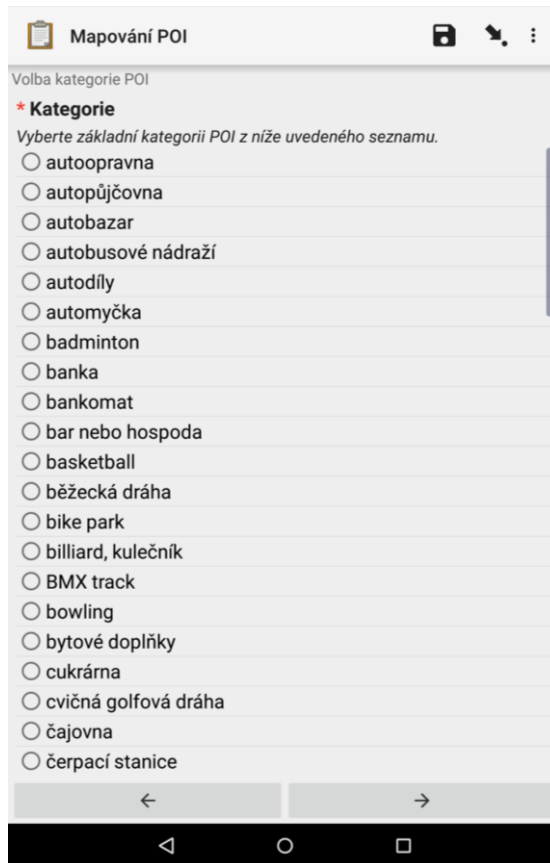 Mapování POI
Volba kategorie POI
* Kategorie
Vyberte základní kategorii POI z níže uvedeného seznamu.
autoopravna
autopůjčovna
autobazar
autobusové nádraží
autodíly
automyčka
badminton
banka
bankomat
bar nebo hospoda
basketball
běžecká dráha
bike park
billiard, kulečník
BMX track
bowling
bytové doplňky
cukrárna
cvičná golfová dráha
čajovna
čerpací stanice